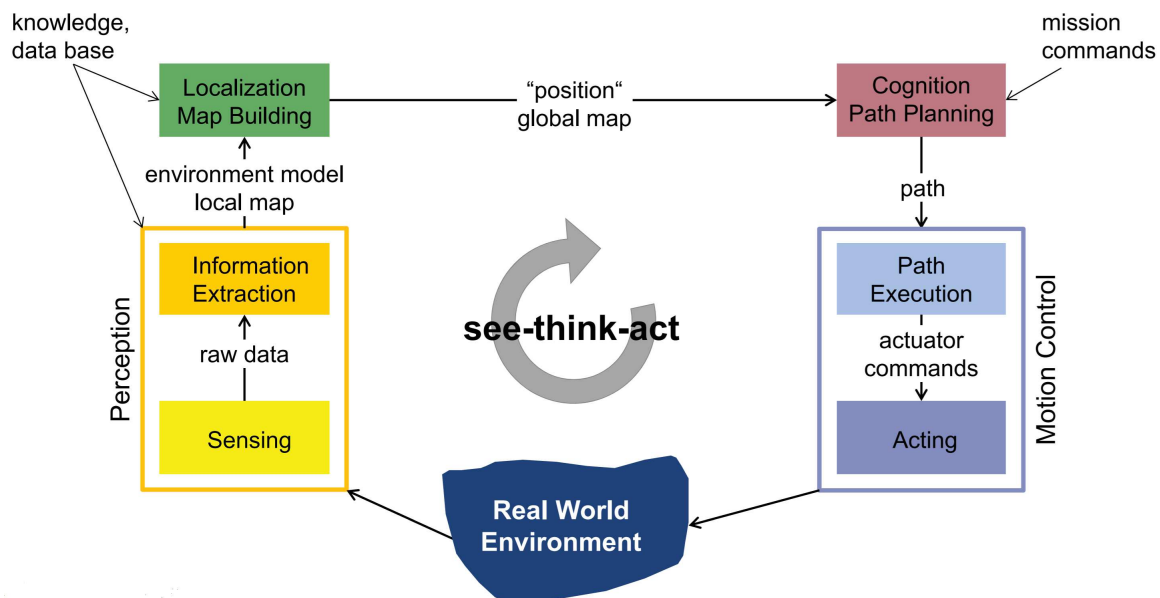 knowledge,
data base
mission
commands
Localization
Map Building
“position“
global map
Cognition
Path Planning
environment model
local map
path
Information
Extraction
raw data
Sensing
Perception
see-think-act
Path
Execution
actuator
commands
Acting
Motion Control
Real World
Environment